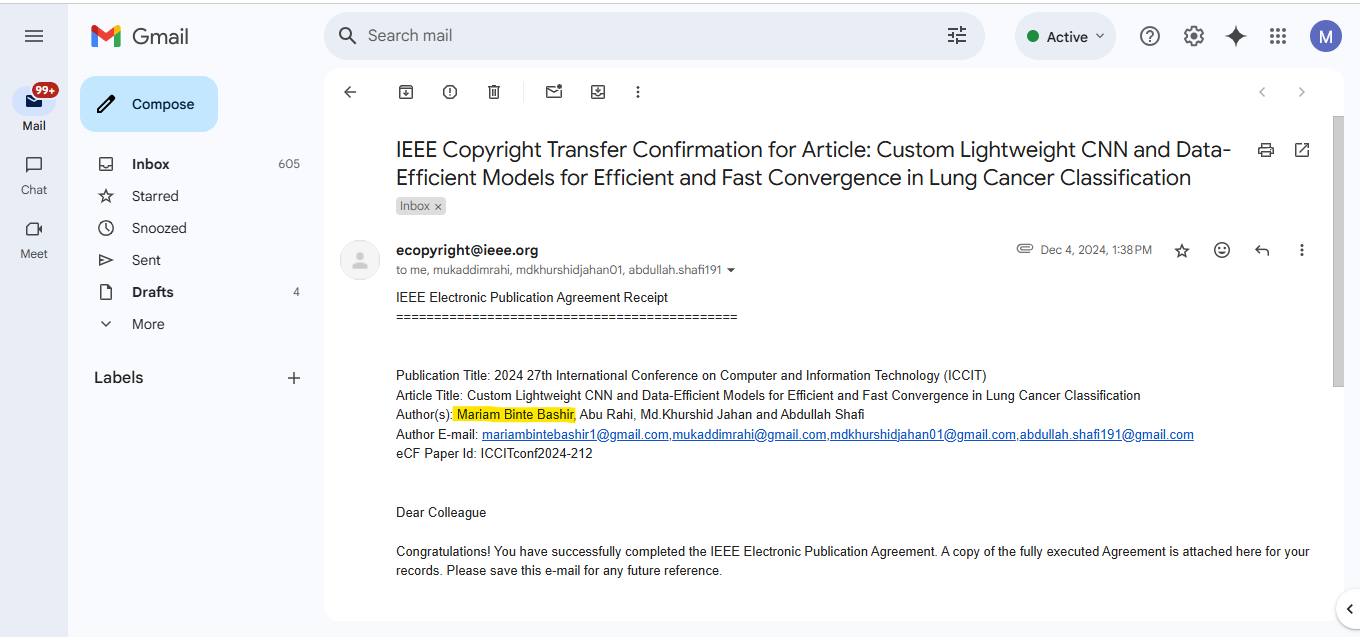 Gmail
Search mail
Active
M
99+
Mail
Chat
Meet
Compose
Inbox 605
Starred
Snoozed
Sent
Drafts 4
More
Labels
IEEE Copyright Transfer Confirmation for Article: Custom Lightweight CNN and Data-
Efficient Models for Efficient and Fast Convergence in Lung Cancer Classification
Inbox ×
ecopyright@ieee.org
Dec 4, 2024, 1:38 PM
to me, mukaddimrahi, mdkhurshidjahan01, abdullah.shafi191
IEEE Electronic Publication Agreement Receipt
=============================================
Publication Title: 2024 27th International Conference on Computer and Information Technology (ICCIT)
Article Title: Custom Lightweight CNN and Data-Efficient Models for Efficient and Fast Convergence in Lung Cancer Classification
Author(s): Mariam Binte Bashir, Abu Rahi, Md.Khurshid Jahan and Abdullah Shafi
Author E-mail: mariambintebashir1@gmail.com,mukaddimrahi@gmail.com,mdkhurshidjahan01@gmail.com,abdullah.shafi191@gmail.com
eCF Paper Id: ICCITconf2024-212
Dear Colleague
Congratulations! You have successfully completed the IEEE Electronic Publication Agreement. A copy of the fully executed Agreement is attached here for your
records. Please save this e-mail for any future reference.